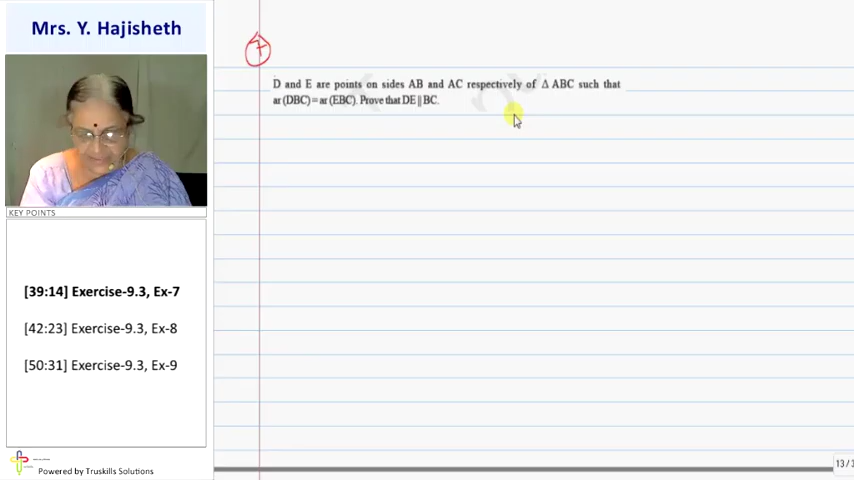 Mrs. Y. Hajisheth
7
D and E are points on sides AB and AC respectively of Δ ABC such that
ar (DBC) = ar (EBC). Prove that DE || BC.
KEY POINTS
[39:14] Exercise-9.3, Ex-7
[42:23] Exercise-9.3, Ex-8
[50:31] Exercise-9.3, Ex-9
Powered by Truskills Solutions
13/3